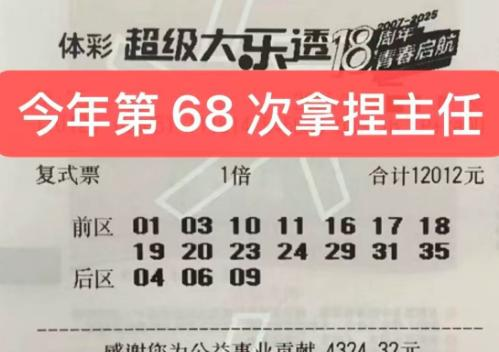 体彩 超级大乐透 18周年 2007-2025 青春启航
今年第 68 次拿捏主任
复式票 1倍 合计12012元
前区 01 03 10 11 16 17 18
19 20 23 24 29 31 35
后区 04 06 09
感谢您为公益事业贡献 4324.32元